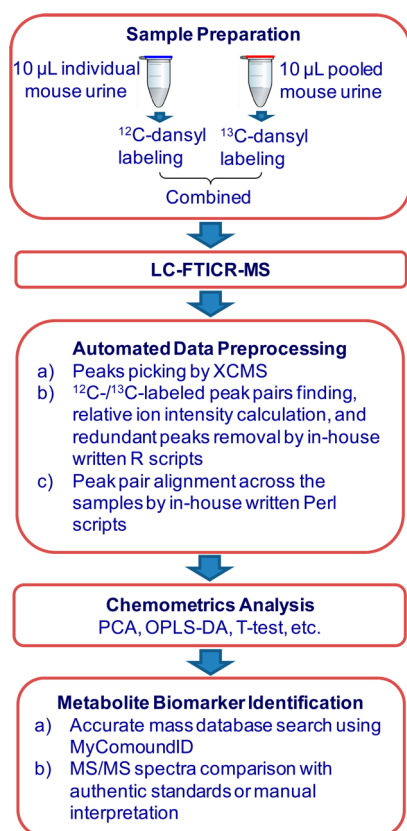 Sample Preparation
10 µL individual mouse urine
10 µL pooled mouse urine
¹²C-dansyl labeling
¹³C-dansyl labeling
Combined
LC-FTICR-MS
Automated Data Preprocessing
a) Peaks picking by XCMS
b) ¹²C-/¹³C-labeled peak pairs finding,
relative ion intensity calculation, and
redundant peaks removal by in-house
written R scripts
c) Peak pair alignment across the
samples by in-house written Perl
scripts
Chemometrics Analysis
PCA, OPLS-DA, T-test, etc.
Metabolite Biomarker Identification
a) Accurate mass database search using
MyComoundID
b) MS/MS spectra comparison with
authentic standards or manual
interpretation